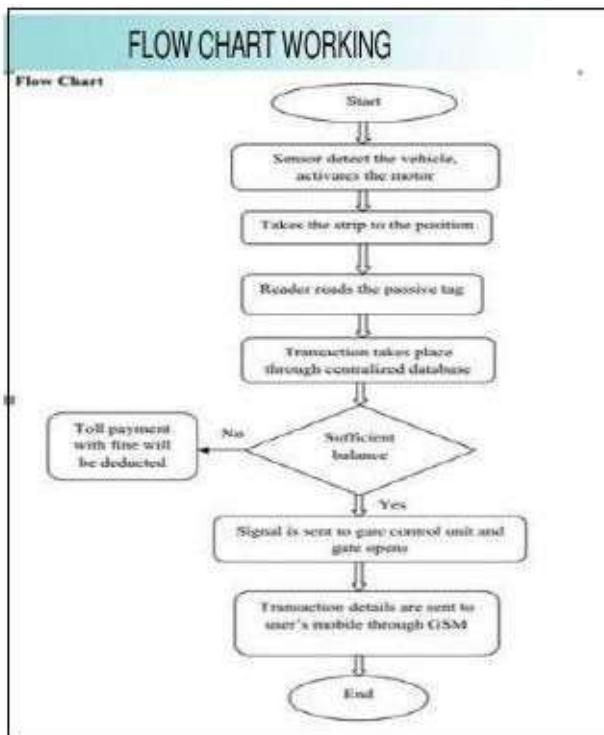 FLOW CHART WORKING
Flow Chart
Start
Sensor detect the vehicle,
activates the motor
Takes the strip to the position
Reader reads the passive tag
Transaction takes place
through centralized database
Sufficient
balance
No
Toll payment
with fine will
be deducted
Yes
Signal is sent to gate control unit and
gate opens
Transaction details are sent to
user's mobile through GSM
End